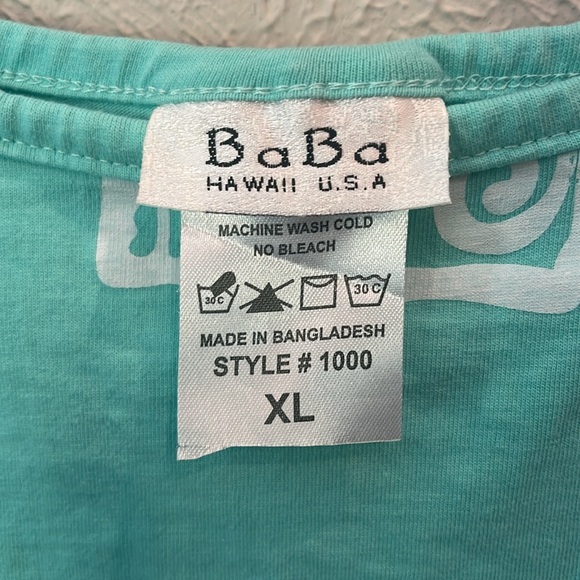 BaBa
HAWAII U.S.A
MACHINE WASH COLD
NO BLEACH
30 C 30 C
MADE IN BANGLADESH
STYLE # 1000
XL